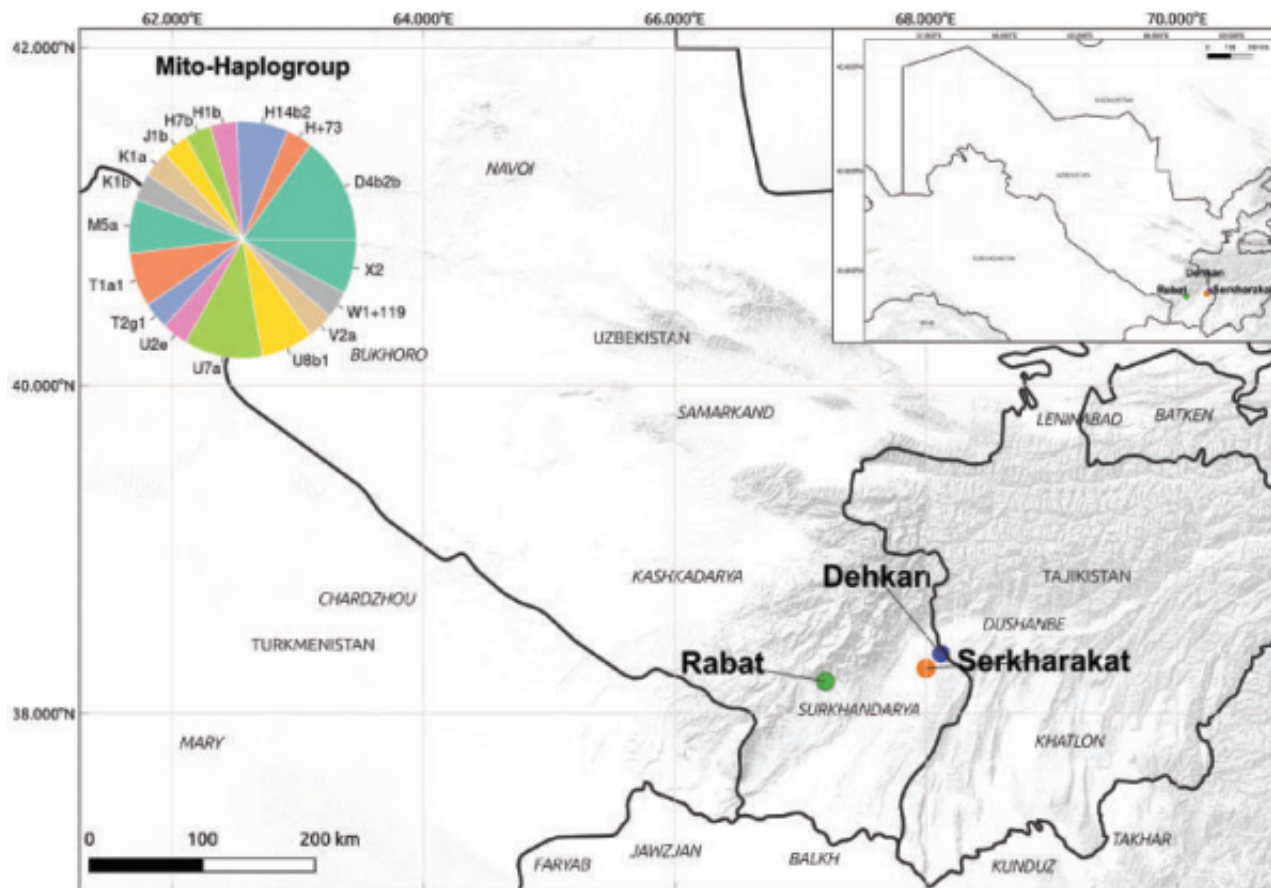 62.000°E 64.000°E 66.000°E 68.000°E 70.000°E
42.000°N
Mito-Haplogroup
H1b
H14b2
H7b
H+73
J1b
K1a
D4b2b
K1b
M5a
X2
T1a1
W1+119
T2g1
V2a
U2e
U8b1
U7a
NAVOI
BUKHORO
UZBEKISTAN
Dehkan
Rabat
Serkharakat
40.000°N
SAMARKAND
LENINABAD
BATKEN
KASHKADARYA
Dehkan
TAJIKISTAN
CHARDZHOU
DUSHANBE
TURKMENISTAN
Rabat
Serkharakat
38.000°N
SURKHANDARYA
MARY
KHATLON
0 100 200 km
FARYAB
JAWZJAN
BALKH
KUNDUZ
TAKHAR